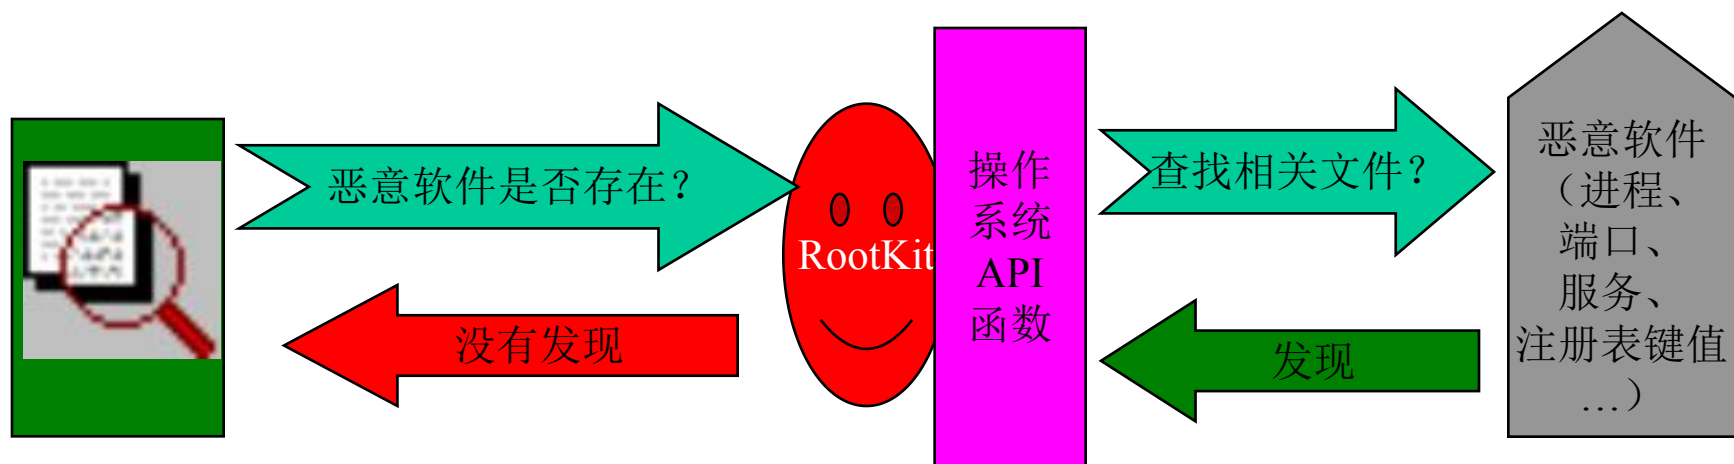 恶意软件是否存在？
没有发现
RootKit
操作
系统
API
函数
查找相关文件？
发现
恶意软件
（进程、
端口、
服务、
注册表键值
…）